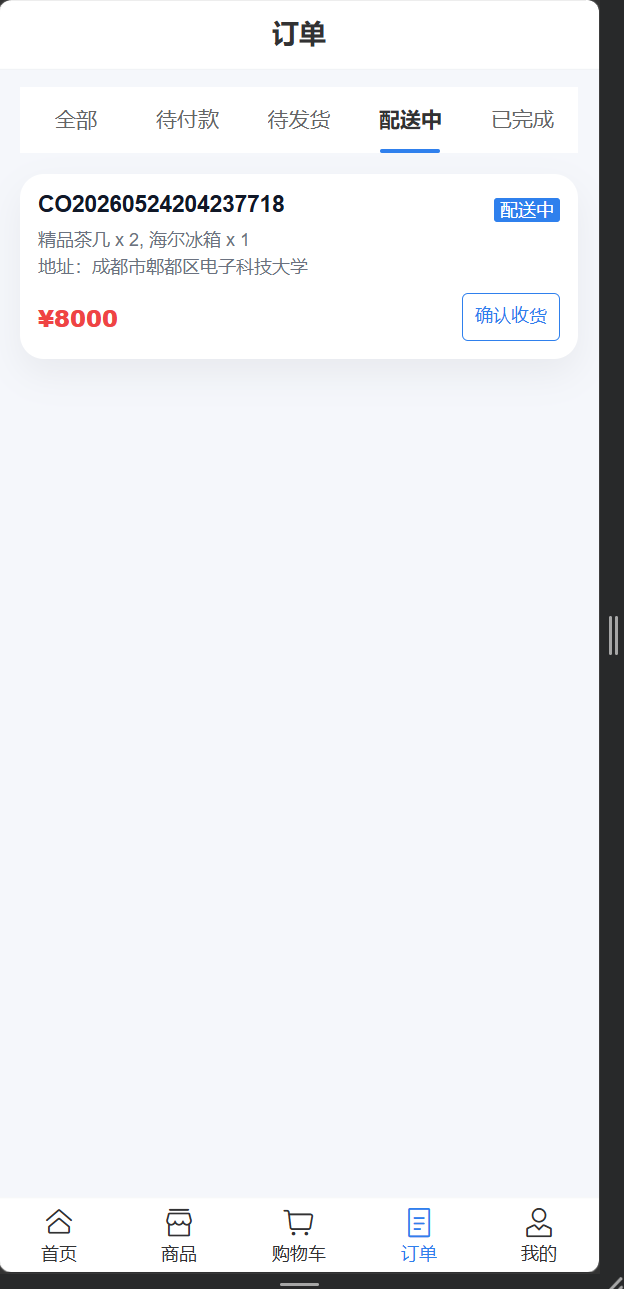 订单
全部 待付款 待发货 配送中 已完成
CO20260524204237718 配送中
精品茶几 x 2, 海尔冰箱 x 1
地址：成都市郫都区电子科技大学
¥8000 确认收货
首页 商品 购物车 订单 我的